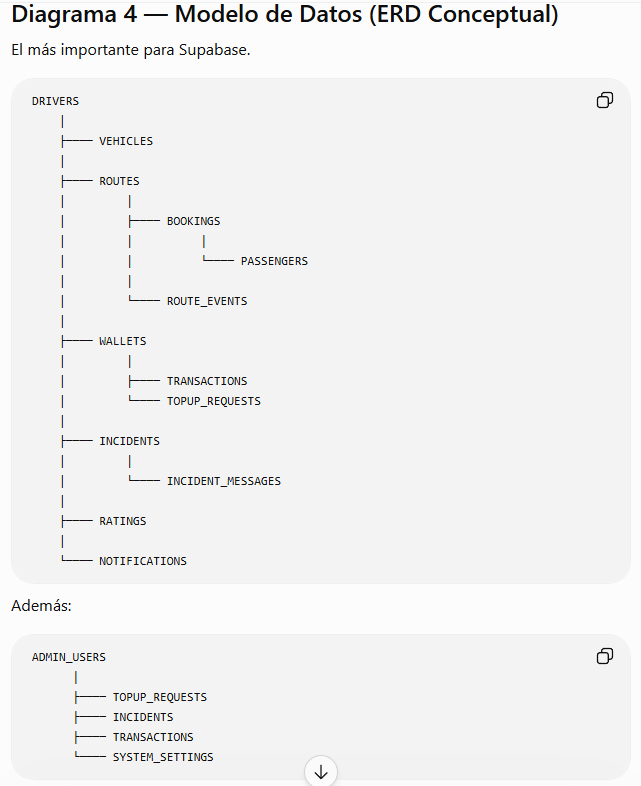 Diagrama 4 — Modelo de Datos (ERD Conceptual)
El más importante para Supabase.
DRIVERS
│
├── VEHICLES
│
├── ROUTES
│ │
│ ├── BOOKINGS
│ │ │
│ │ └── PASSENGERS
│ │
│ └── ROUTE_EVENTS
│
├── WALLETS
│ │
│ ├── TRANSACTIONS
│ └── TOPUP_REQUESTS
│
├── INCIDENTS
│ │
│ └── INCIDENT_MESSAGES
│
├── RATINGS
│
└── NOTIFICATIONS
Además:
ADMIN_USERS
│
├── TOPUP_REQUESTS
├── INCIDENTS
├── TRANSACTIONS
└── SYSTEM_SETTINGS